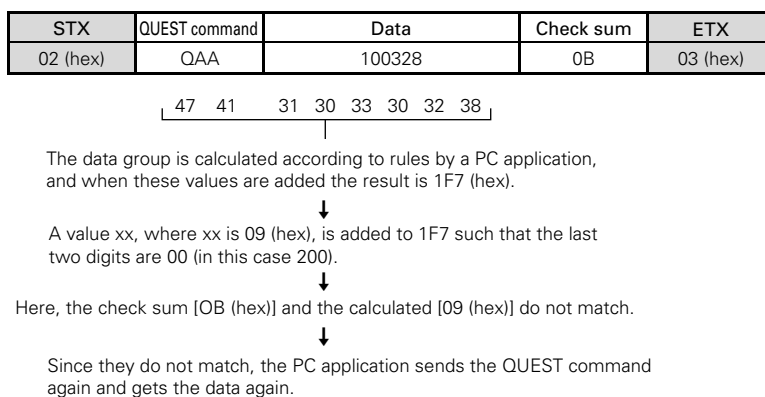 STX QUEST command Data Check sum ETX
02 (hex) QAA 100328 0B 03 (hex)
47 41 31 30 33 30 32 38
The data group is calculated according to rules by a PC application,
and when these values are added the result is 1F7 (hex).
A value xx, where xx is 09 (hex), is added to 1F7 such that the last
two digits are 00 (in this case 200).
Here, the check sum [OB (hex)] and the calculated [09 (hex)] do not match.
Since they do not match, the PC application sends the QUEST command
again and gets the data again.